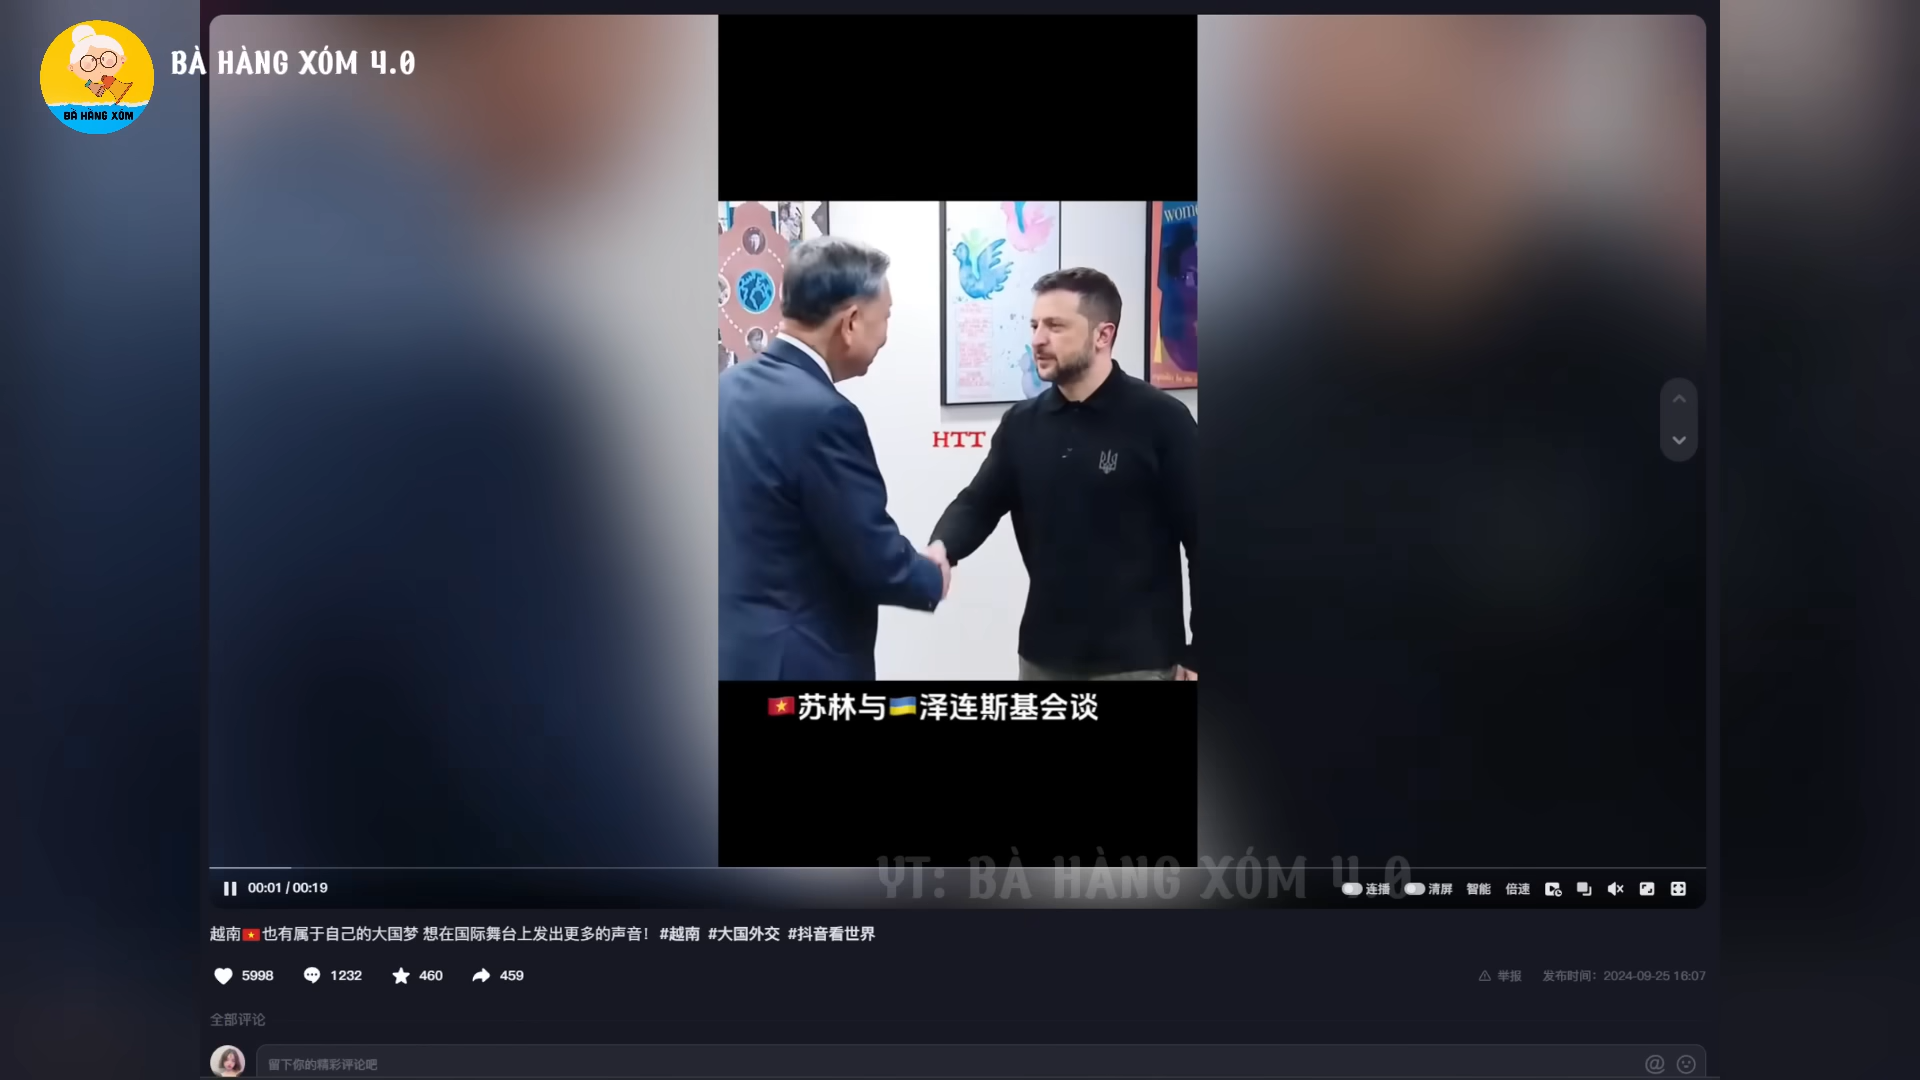 BÀ HÀNG XÓM 4.0
BÀ HÀNG XÓM
HTT
🇻🇳苏林与🇺🇦泽连斯基会谈
YT: BÀ HÀNG XÓM 4.0
00:01 / 00:19
连播 清屏 智能 倍速
越南🇻🇳也有属于自己的大国梦 想在国际舞台上发出更多的声音！ #越南 #大国外交 #抖音看世界
5998 1232 460 459
举报 发布时间：2024-09-25 16:07
全部评论
留下你的精彩评论吧
@